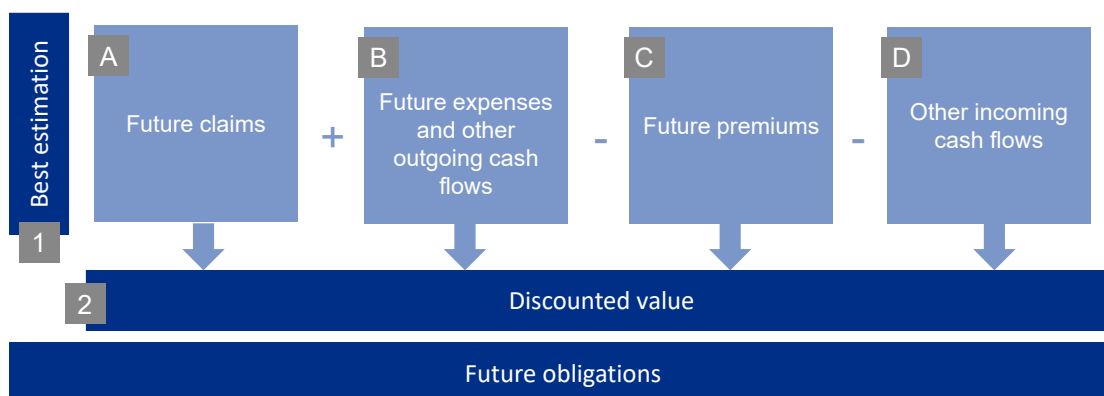 Best estimation
1
A
Future claims
+
B
Future expenses
and other
outgoing cash
flows
-
C
Future premiums
-
D
Other incoming
cash flows
2
Discounted value
Future obligations